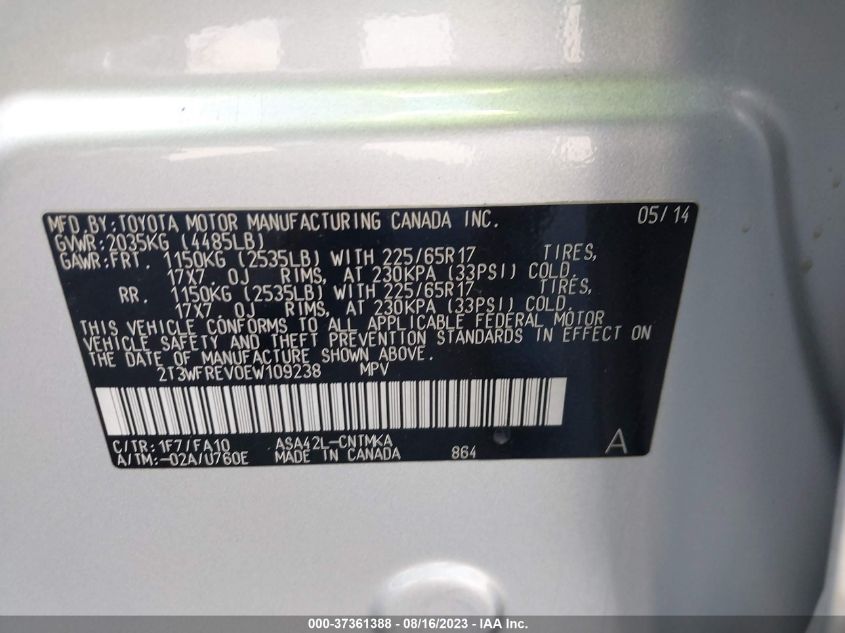 MFD.BY:TOYOTA MOTOR MANUFACTURING CANADA INC. 05/14
GVWR:2035KG (4485LB)
GAWR:FRT. 1150KG (2535LB) WITH 225/65R17 TIRES,
17X7.0J RIMS, AT 230KPA (33PSI) COLD.
RR. 1150KG (2535LB) WITH 225/65R17 TIRES,
17X7.0J RIMS, AT 230KPA (33PSI) COLD.
THIS VEHICLE CONFORMS TO ALL APPLICABLE FEDERAL MOTOR
VEHICLE SAFETY AND THEFT PREVENTION STANDARDS IN EFFECT ON
THE DATE OF MANUFACTURE SHOWN ABOVE.
2T3WFREV0EW109238 MPV
C/TR:1F7/FA10 ASA42L-CNTMKA
A/TM:-02A/U760E MADE IN CANADA 864 A
000-37361388 - 08/16/2023 - IAA Inc.